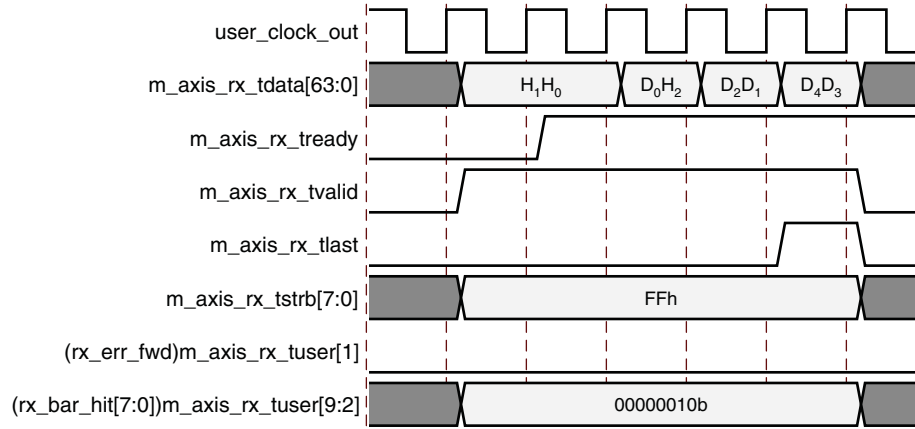 user_clock_out
m_axis_rx_tdata[63:0] H1H0 D0H2 D2D1 D4D3
m_axis_rx_tready
m_axis_rx_tvalid
m_axis_rx_tlast
m_axis_rx_tstrb[7:0] FFh
(rx_err_fwd)m_axis_rx_tuser[1]
(rx_bar_hit[7:0])m_axis_rx_tuser[9:2] 00000010b